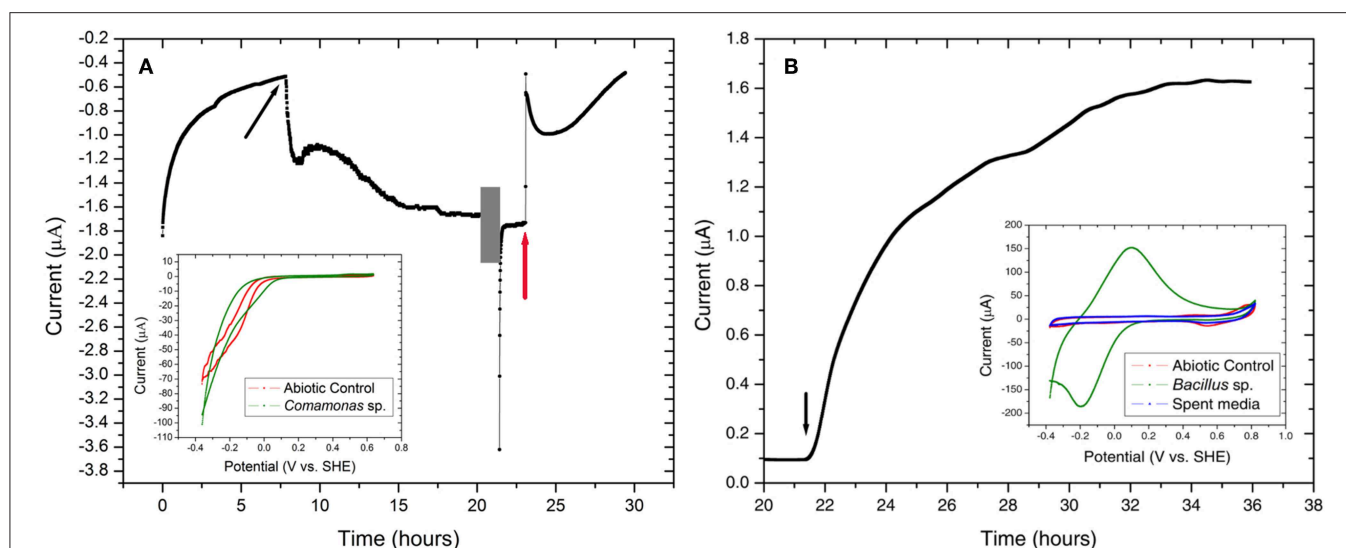 A
Current (μA)
-0.2
-0.4
-0.6
-0.8
-1.0
-1.2
-1.4
-1.6
-1.8
-2.0
-2.2
-2.4
-2.6
-2.8
-3.0
-3.2
-3.4
-3.6
-3.8
0 5 10 15 20 25 30
Time (hours)
Current (μA)
10
0
-10
-20
-30
-40
-50
-60
-70
-80
-90
-100
-110
Abiotic Control
Comamonas sp.
-0.4 -0.2 0.0 0.2 0.4 0.6 0.8
Potential (V vs. SHE)
B
Current (μA)
1.8
1.6
1.4
1.2
1.0
0.8
0.6
0.4
0.2
0.0
20 22 24 26 28 30 32 34 36 38
Time (hours)
Current (μA)
200
150
100
50
0
-50
-100
-150
-200
Abiotic Control
Bacillus sp.
Spent media
-0.4 -0.2 0.0 0.2 0.4 0.6 0.8 1.0
Potential (V vs. SHE)